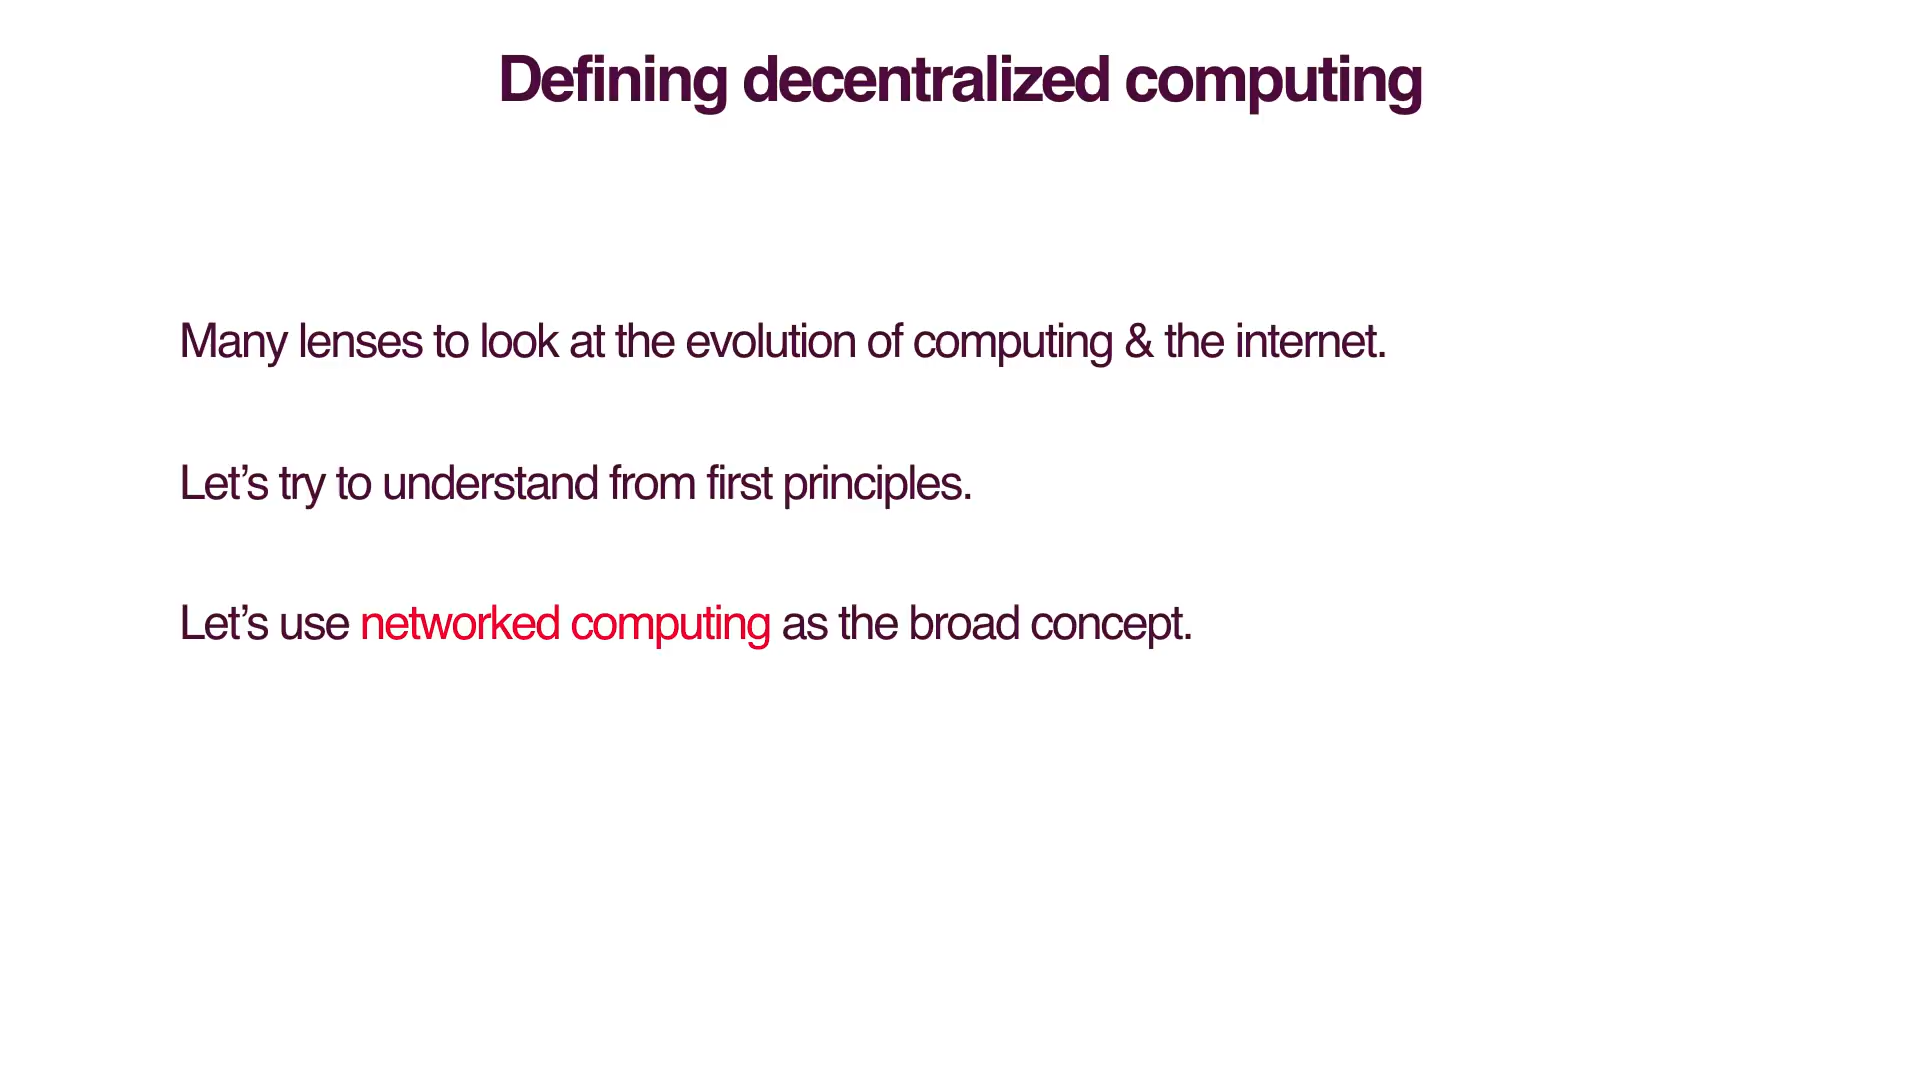 Defining decentralized computing
Many lenses to look at the evolution of computing & the internet.
Let’s try to understand from first principles.
Let’s use networked computing as the broad concept.